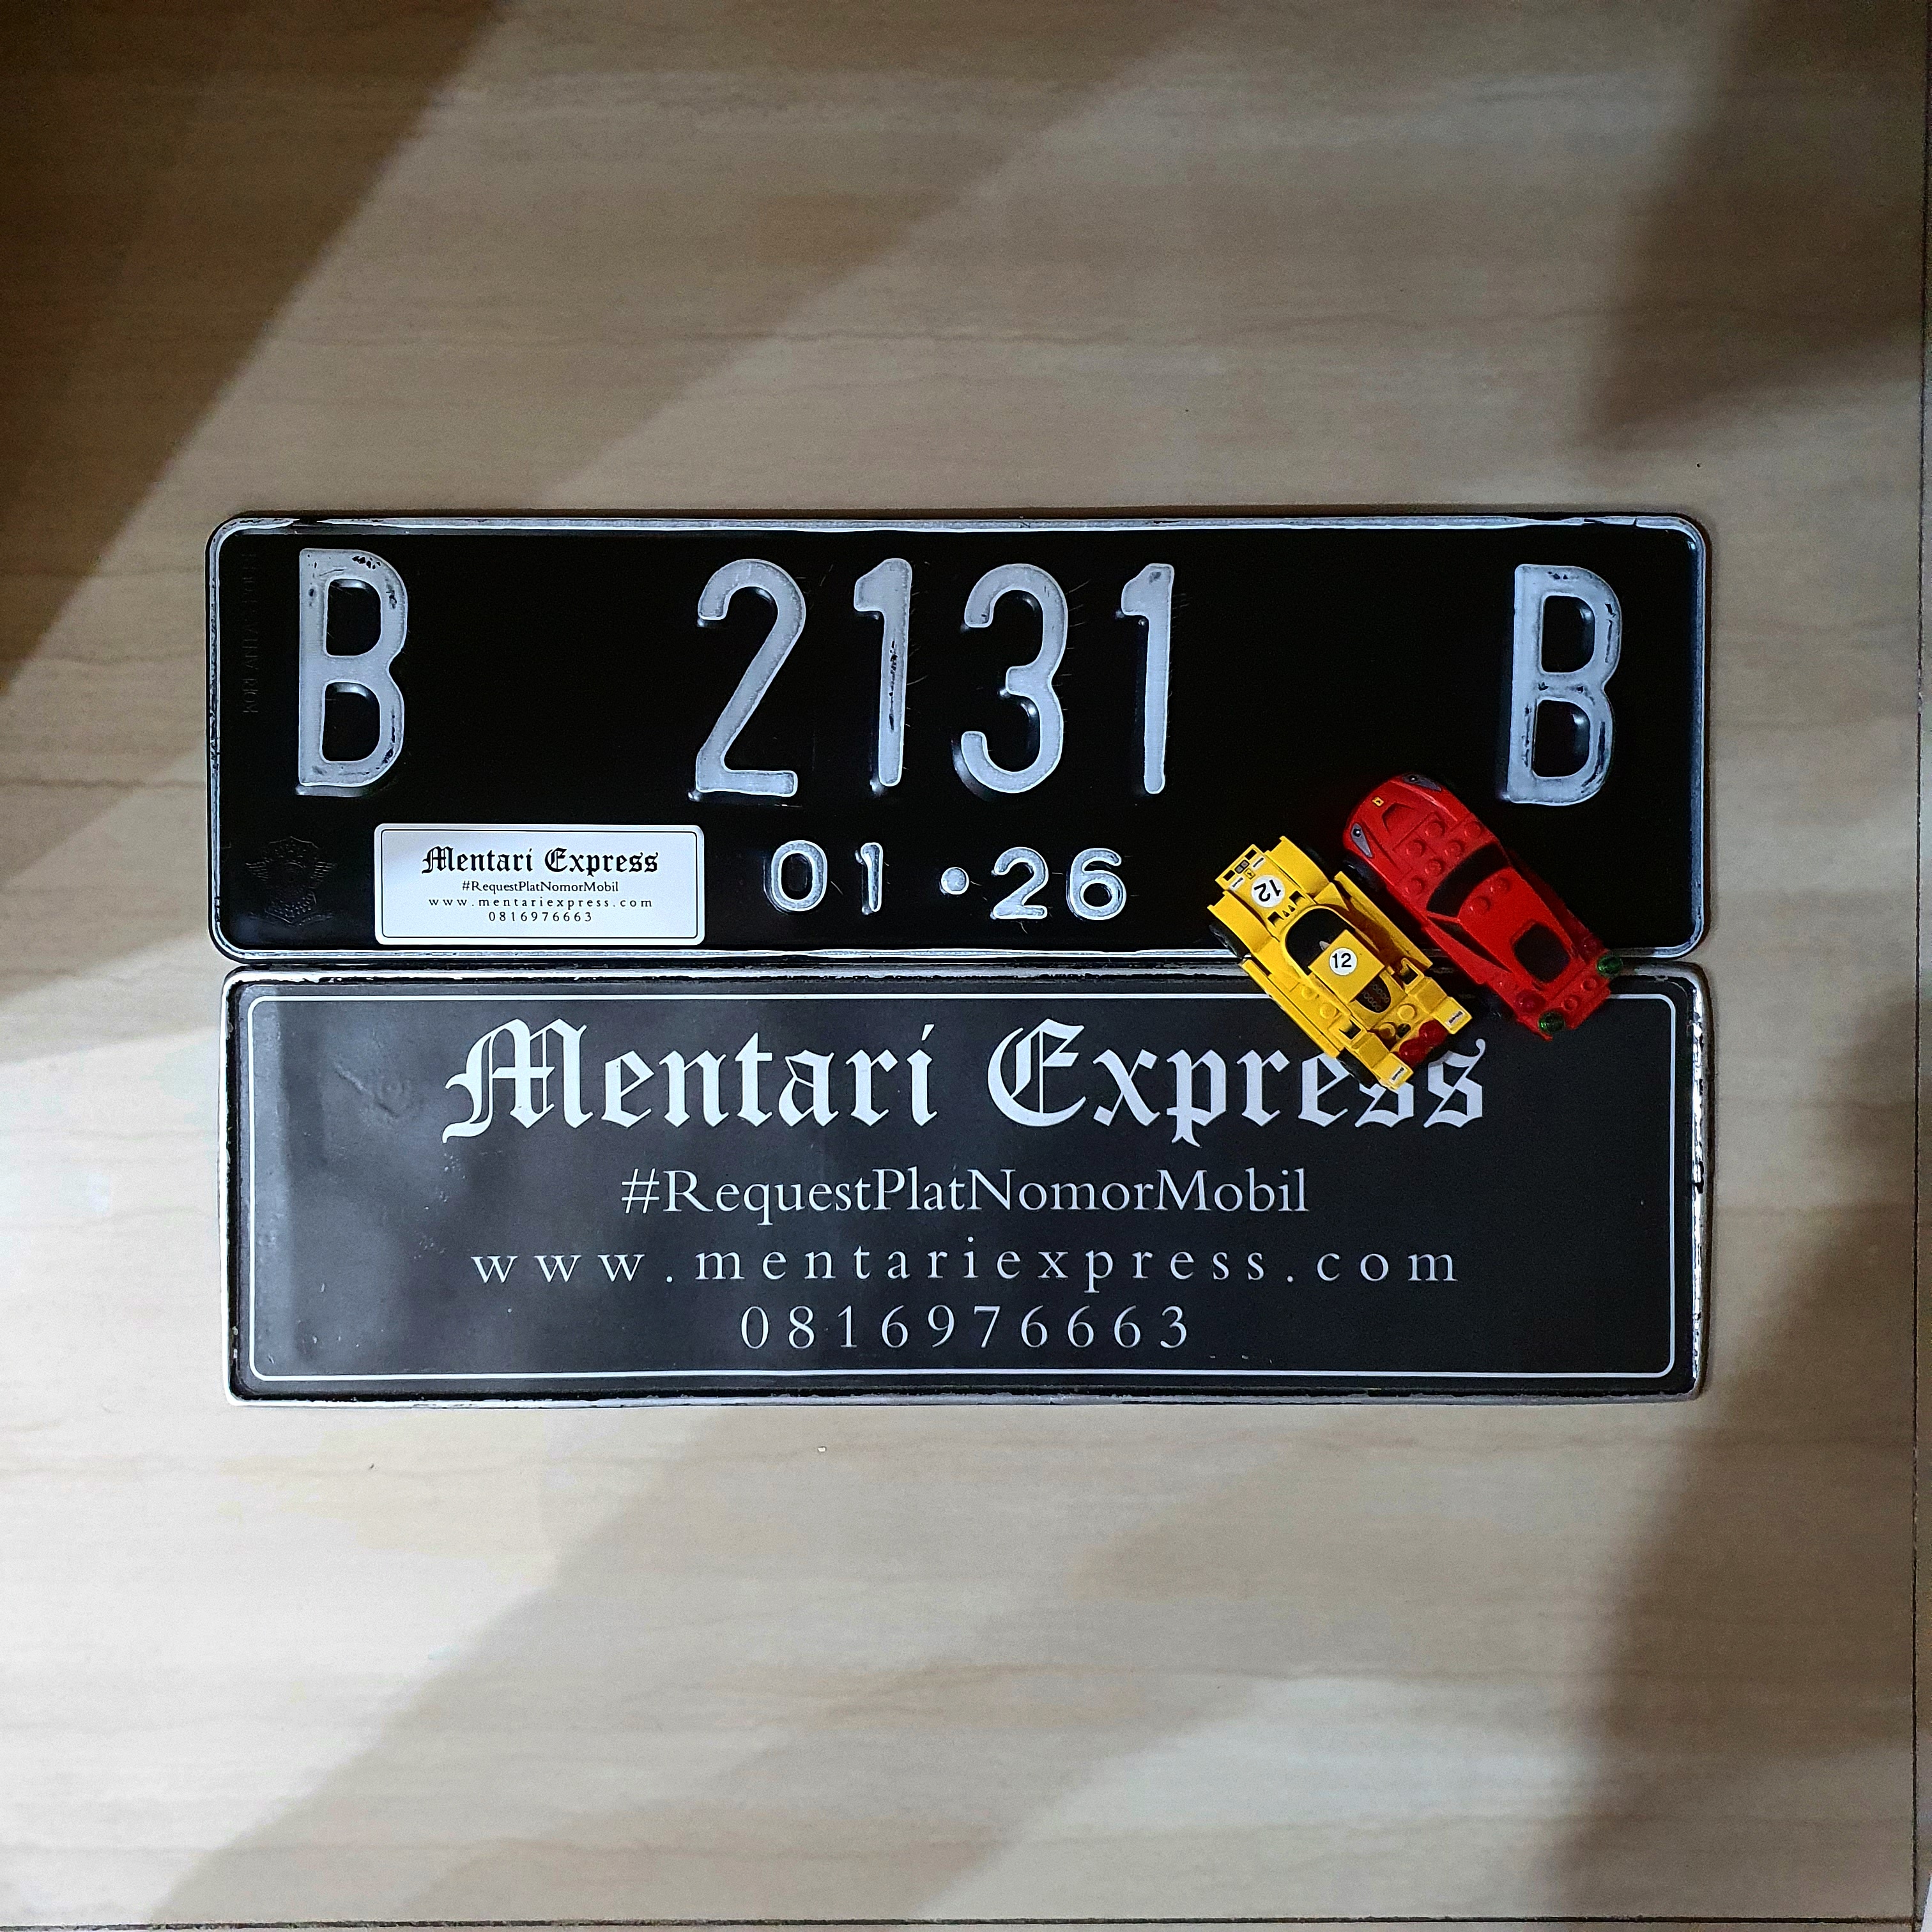 B 2131 B
Mentari Express
#RequestPlatNomorMobil
www.mentariexpress.com
0816976663
01·26
12
12
Mentari Express
#RequestPlatNomorMobil
www.mentariexpress.com
0816976663